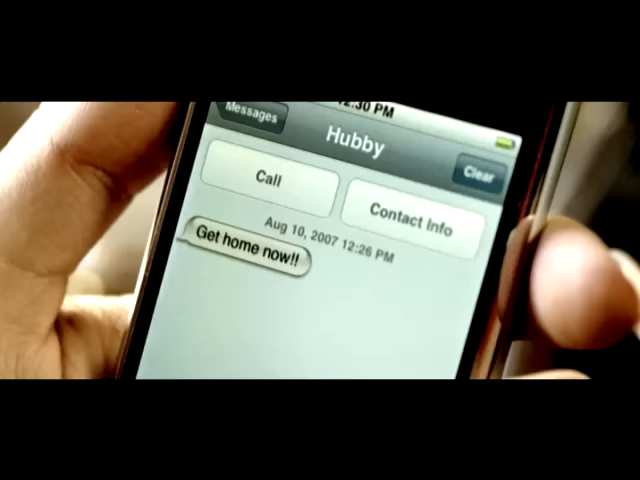 12:30 PM
Messages
Hubby
Clear
Call
Contact Info
Aug 10, 2007 12:26 PM
Get home now!!